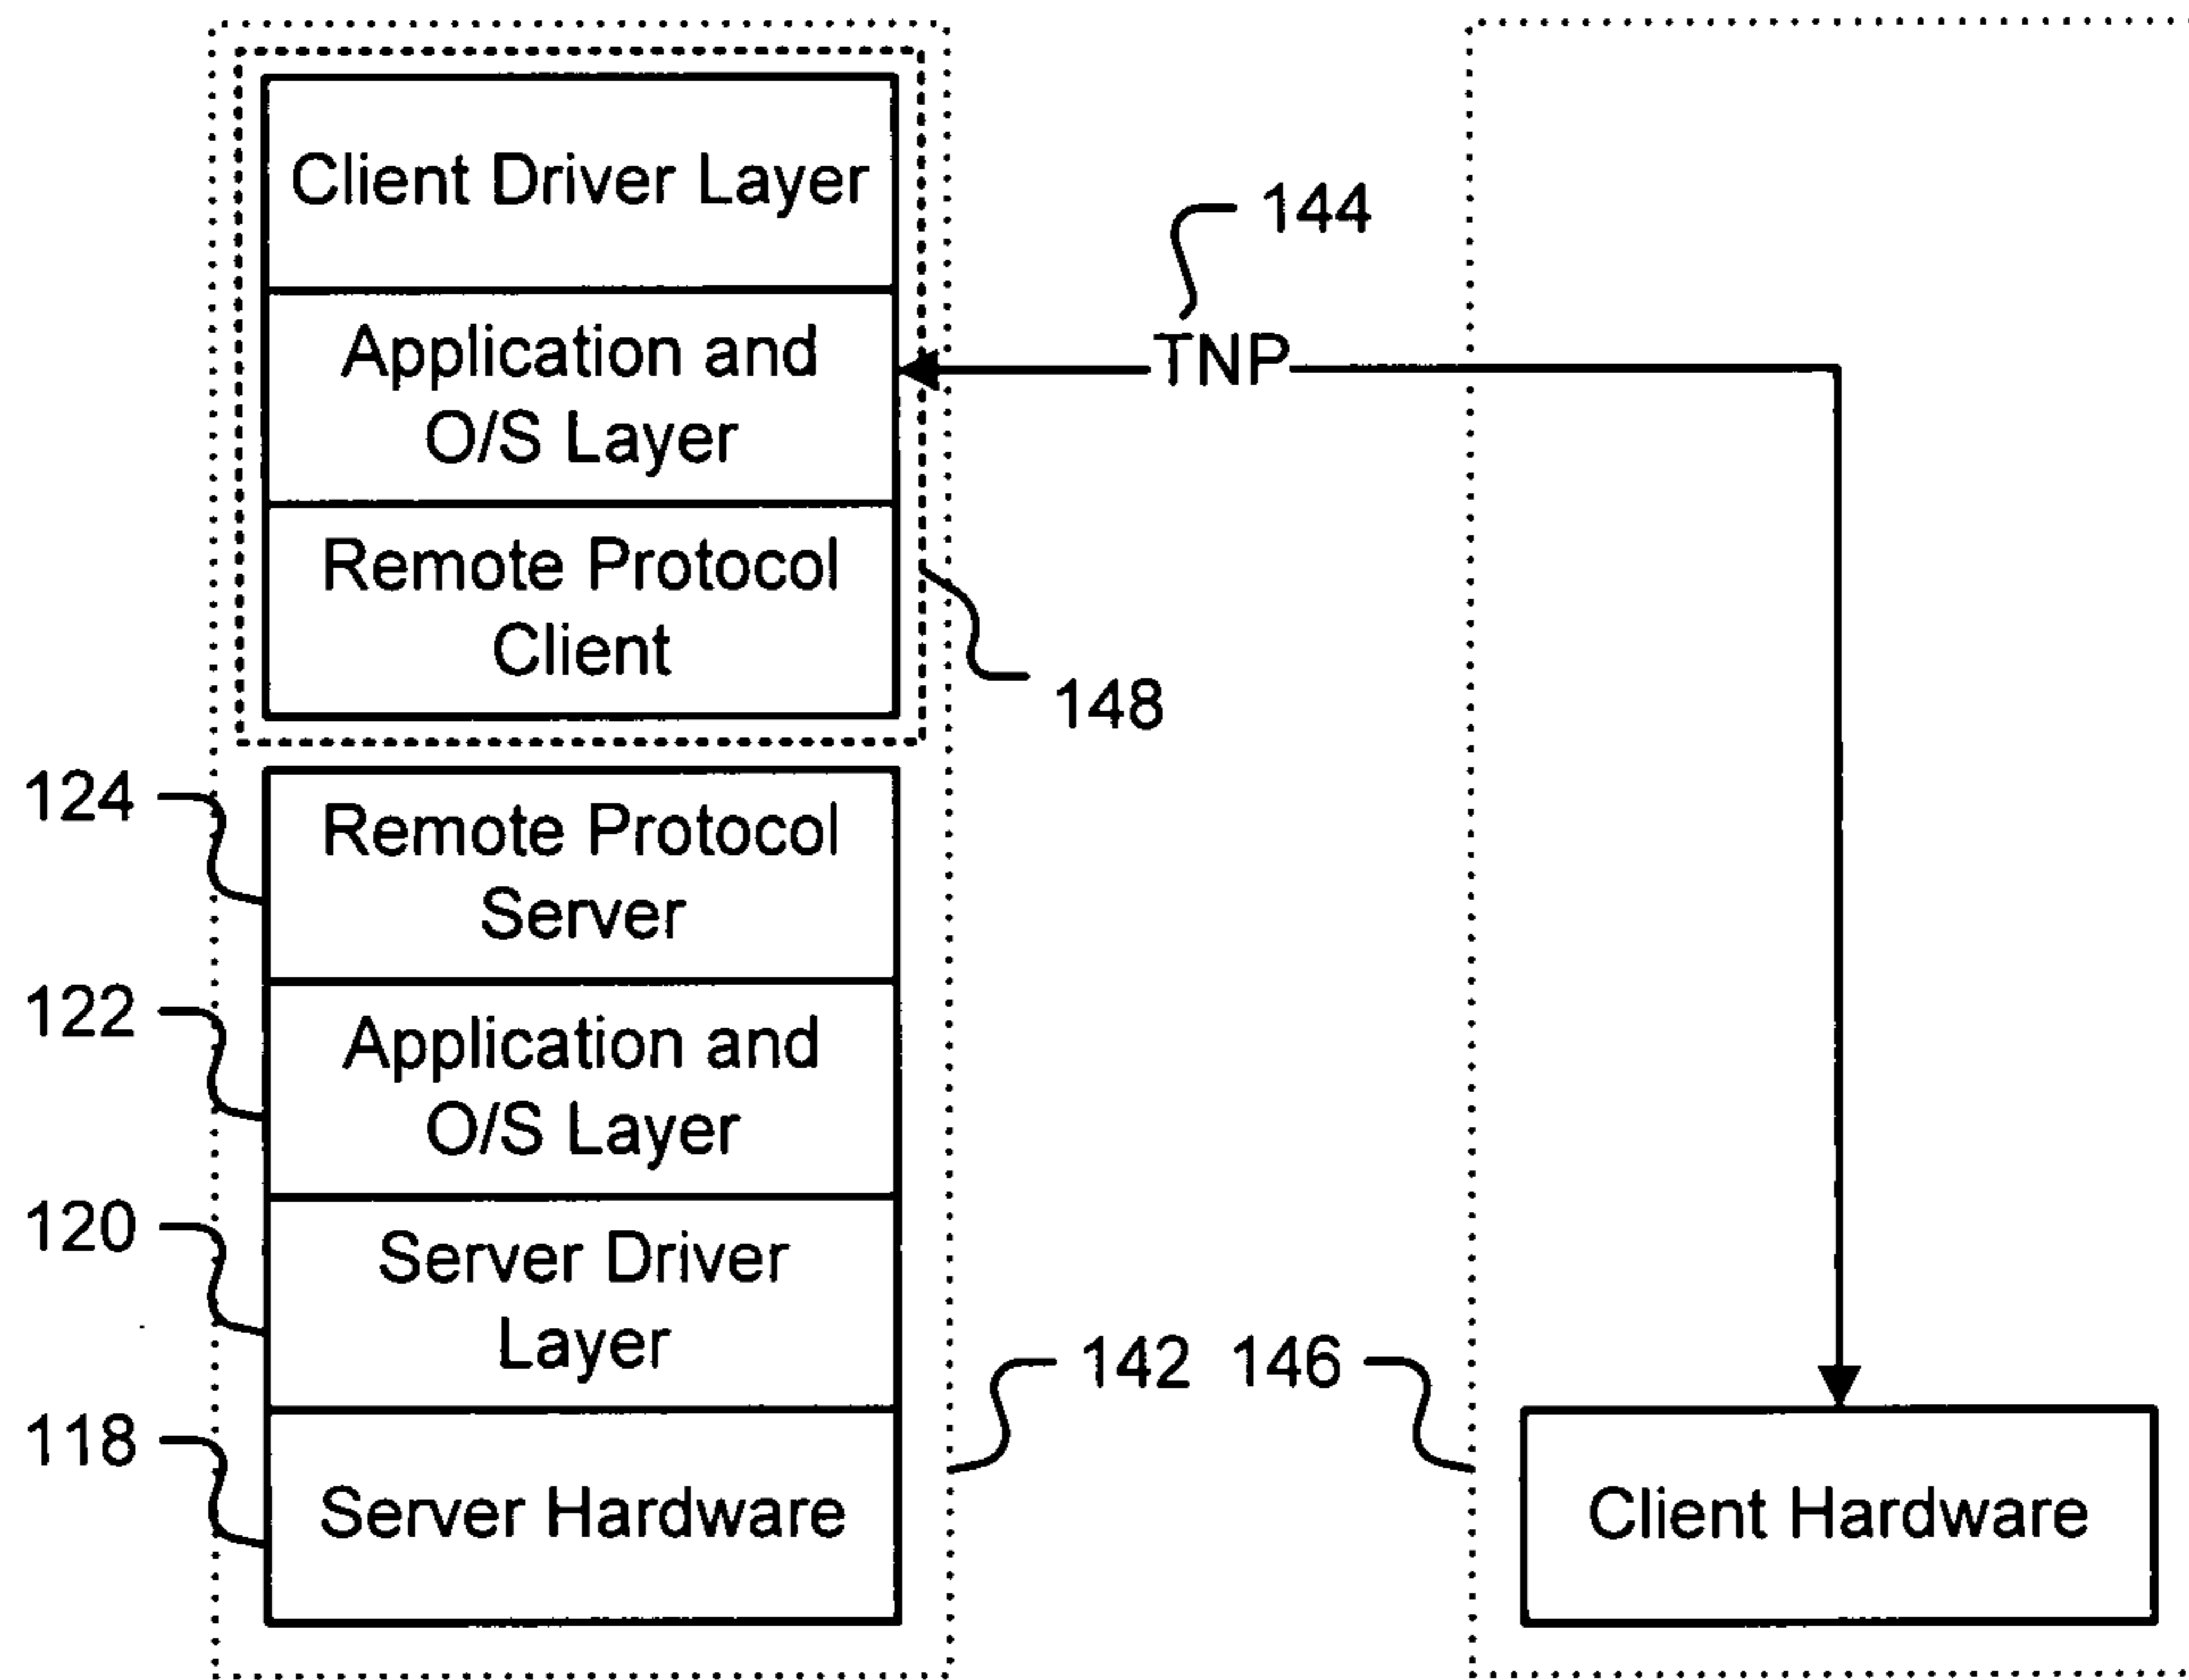 Client Driver Layer
144
Application and
O/S Layer
TNP
Remote Protocol
Client
148
124
Remote Protocol
Server
122
Application and
O/S Layer
120
Server Driver
Layer
142
146
118
Server Hardware
Client Hardware